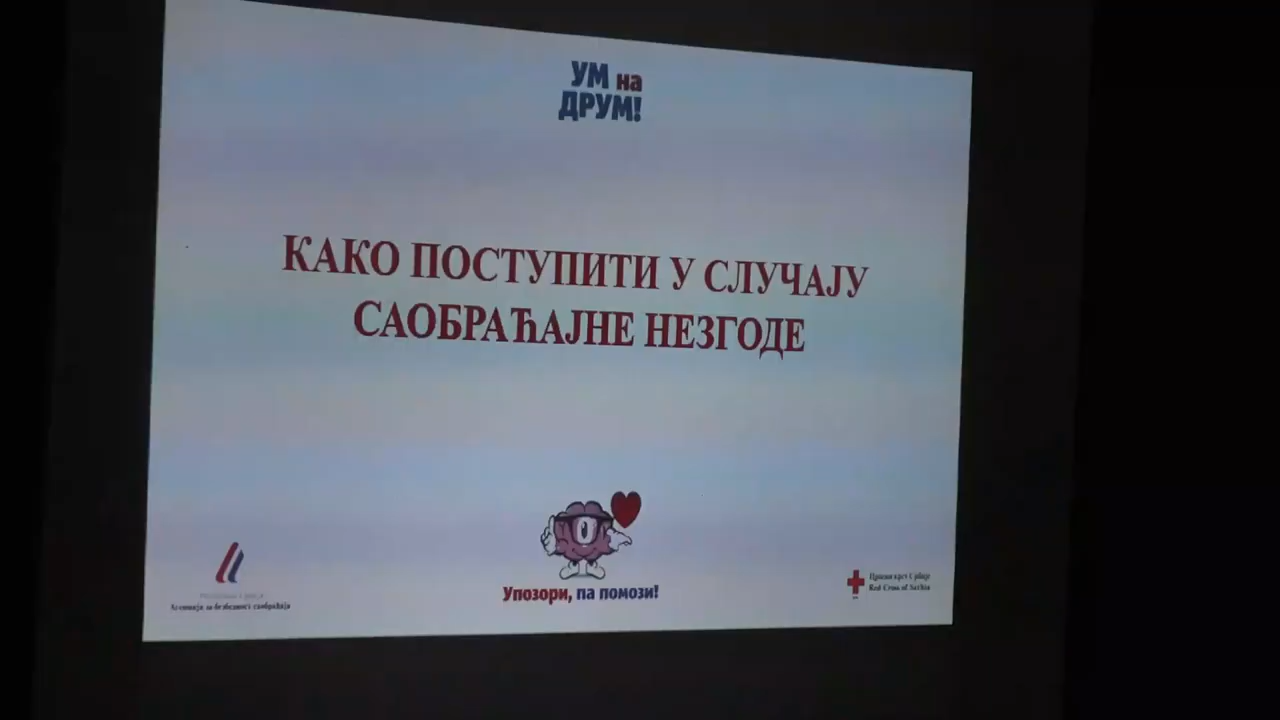 УМ на
ДРУМ!
КАКО ПОСТУПИТИ У СЛУЧАЈУ
САОБРАЋАЈНЕ НЕЗГОДЕ
Упозори, па помози!
Агенција за безбедност саобраћаја
Црвени крст Србије
Red Cross of Serbia